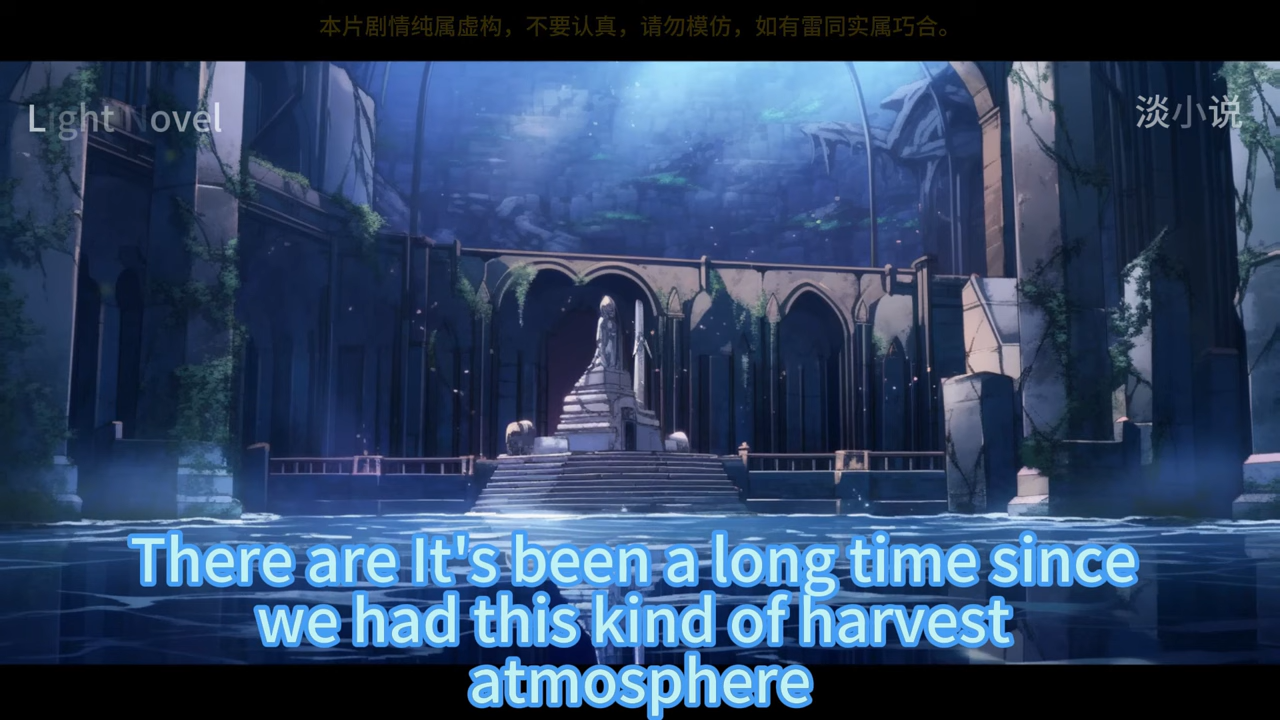 本片剧情纯属虚构，不要认真，请勿模仿，如有雷同实属巧合。
Light Novel
淡小说
There are It's been a long time since
we had this kind of harvest
atmosphere